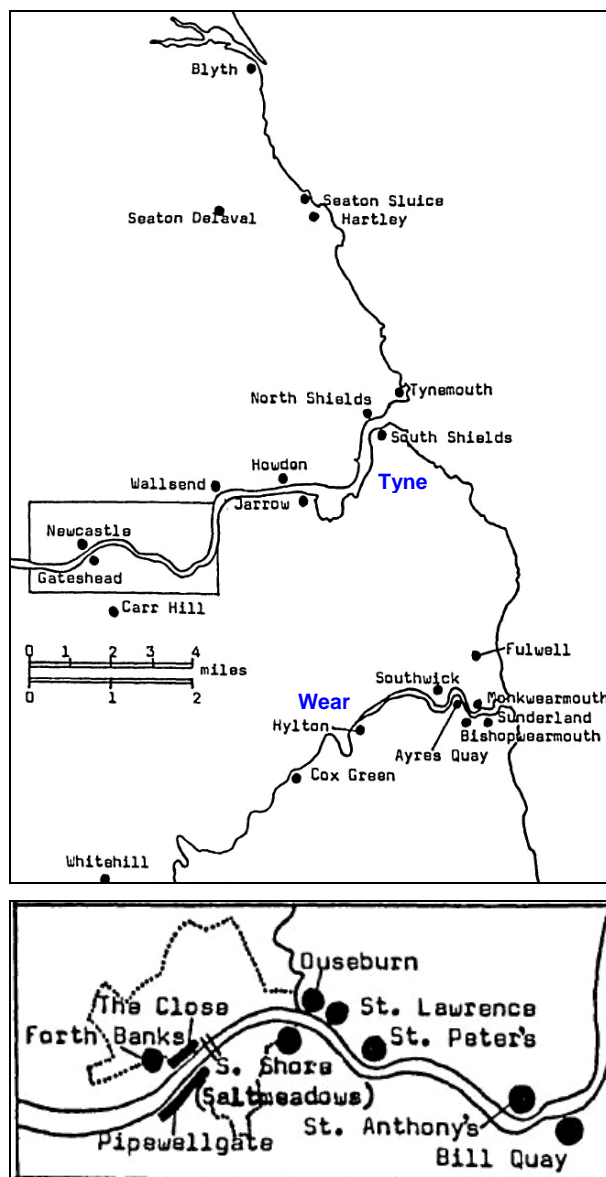 Blyth
Seaton Sluice
Seaton Delaval
Hartley
Tynemouth
North Shields
South Shields
Howdon
Wallsend
Tyne
Jarrow
Newcastle
Gateshead
Carr Hill
0 1 2 3 4
miles
0 1 2
Fulwell
Southwick
Wear
Monkwearmouth
Hylton
Sunderland
Bishopwearmouth
Ayres Quay
Cox Green
Whitehill
Ouseburn
The Close
St. Lawrence
Forth Banks
St. Peter's
S. Shore
(Saltmeadows)
St. Anthony's
Pipewellgate
Bill Quay